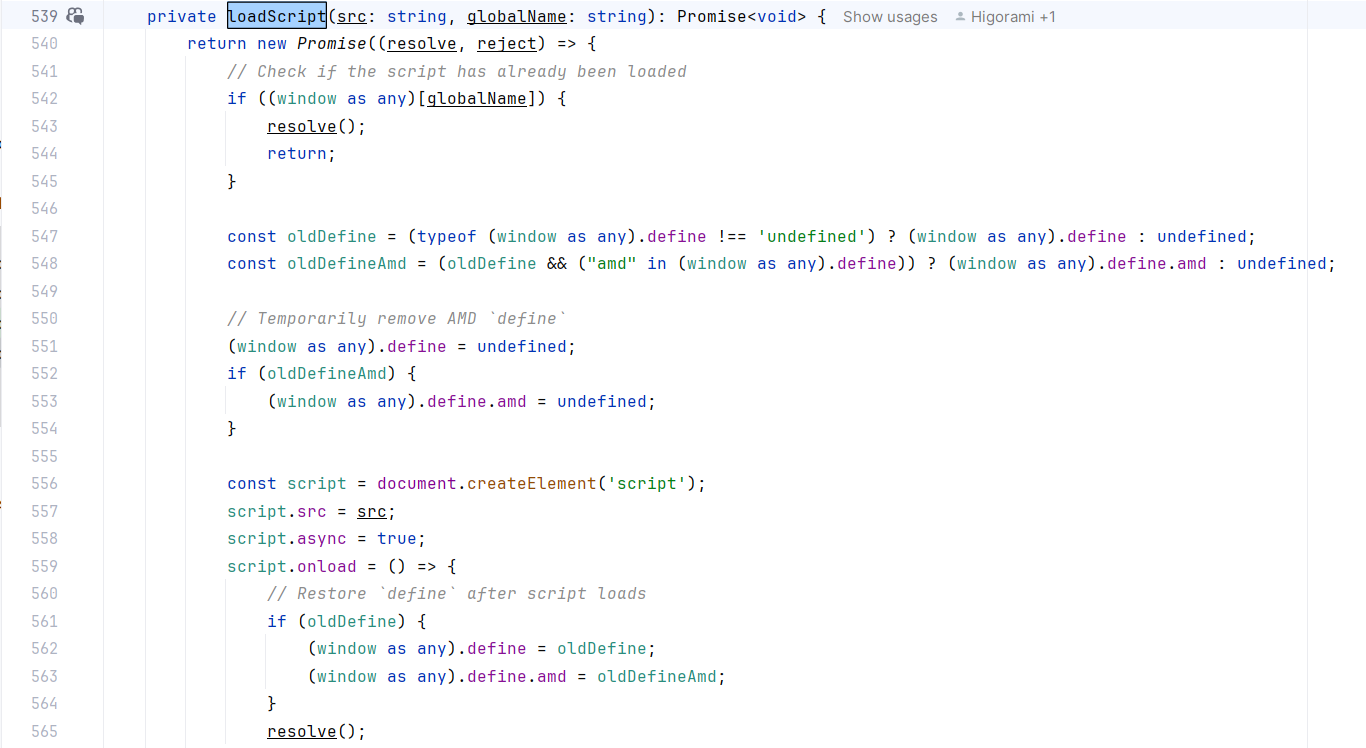 539 private loadScript(src: string, globalName: string): Promise<void> { Show usages Higorami +1
540 return new Promise((resolve, reject) => {
541 // Check if the script has already been loaded
542 if ((window as any)[globalName]) {
543 resolve();
544 return;
545 }
546
547 const oldDefine = (typeof (window as any).define !== 'undefined') ? (window as any).define : undefined;
548 const oldDefineAmd = (oldDefine && ("amd" in (window as any).define)) ? (window as any).define.amd : undefined;
549
550 // Temporarily remove AMD `define`
551 (window as any).define = undefined;
552 if (oldDefineAmd) {
553 (window as any).define.amd = undefined;
554 }
555
556 const script = document.createElement('script');
557 script.src = src;
558 script.async = true;
559 script.onload = () => {
560 // Restore `define` after script loads
561 if (oldDefine) {
562 (window as any).define = oldDefine;
563 (window as any).define.amd = oldDefineAmd;
564 }
565 resolve();